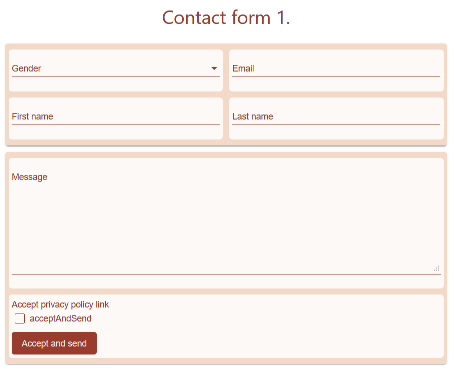 Contact form 1.
Gender
Email
First name
Last name
Message
Accept privacy policy link
acceptAndSend
Accept and send